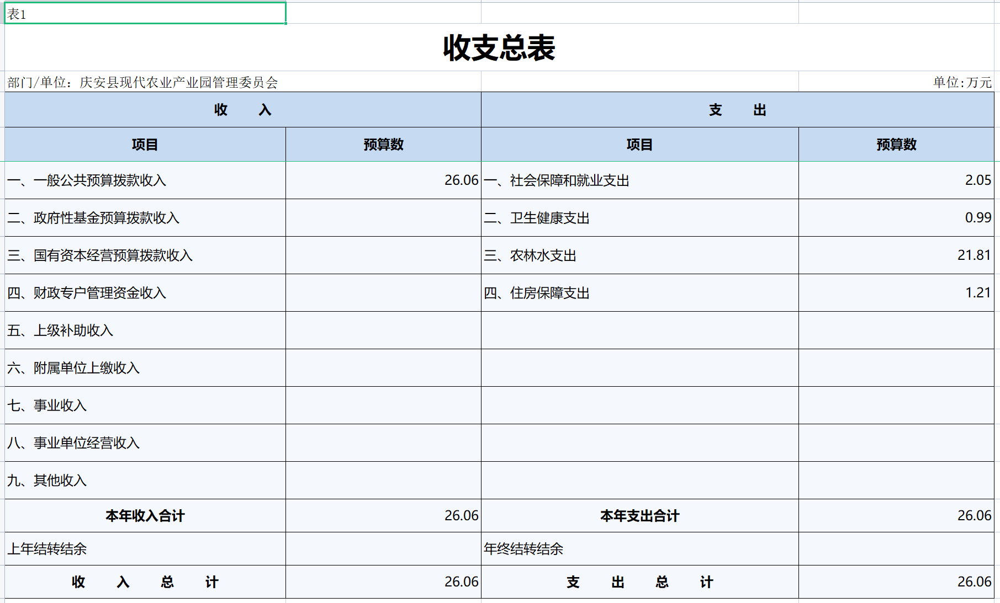 表1
收支总表
部门/单位：庆安县现代农业产业园管理委员会 单位:万元
收 入 支 出
项目 预算数 项目 预算数
一、一般公共预算拨款收入 26.06 一、社会保障和就业支出 2.05
二、政府性基金预算拨款收入 二、卫生健康支出 0.99
三、国有资本经营预算拨款收入 三、农林水支出 21.81
四、财政专户管理资金收入 四、住房保障支出 1.21
五、上级补助收入
六、附属单位上缴收入
七、事业收入
八、事业单位经营收入
九、其他收入
本年收入合计 26.06 本年支出合计 26.06
上年结转结余 年终结转结余
收 入 总 计 26.06 支 出 总 计 26.06